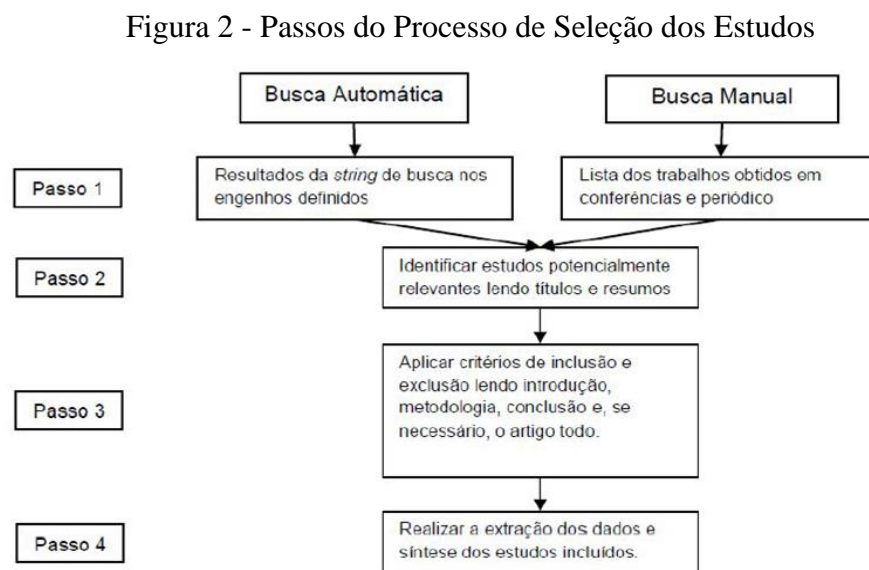 Figura 2 - Passos do Processo de Seleção dos Estudos
Busca Automática
Busca Manual
Passo 1
Resultados da string de busca nos
engenhos definidos
Lista dos trabalhos obtidos em
conferências e periódico
Passo 2
Identificar estudos potencialmente
relevantes lendo títulos e resumos
Passo 3
Aplicar critérios de inclusão e
exclusão lendo introdução,
metodologia, conclusão e, se
necessário, o artigo todo.
Passo 4
Realizar a extração dos dados e
síntese dos estudos incluídos.